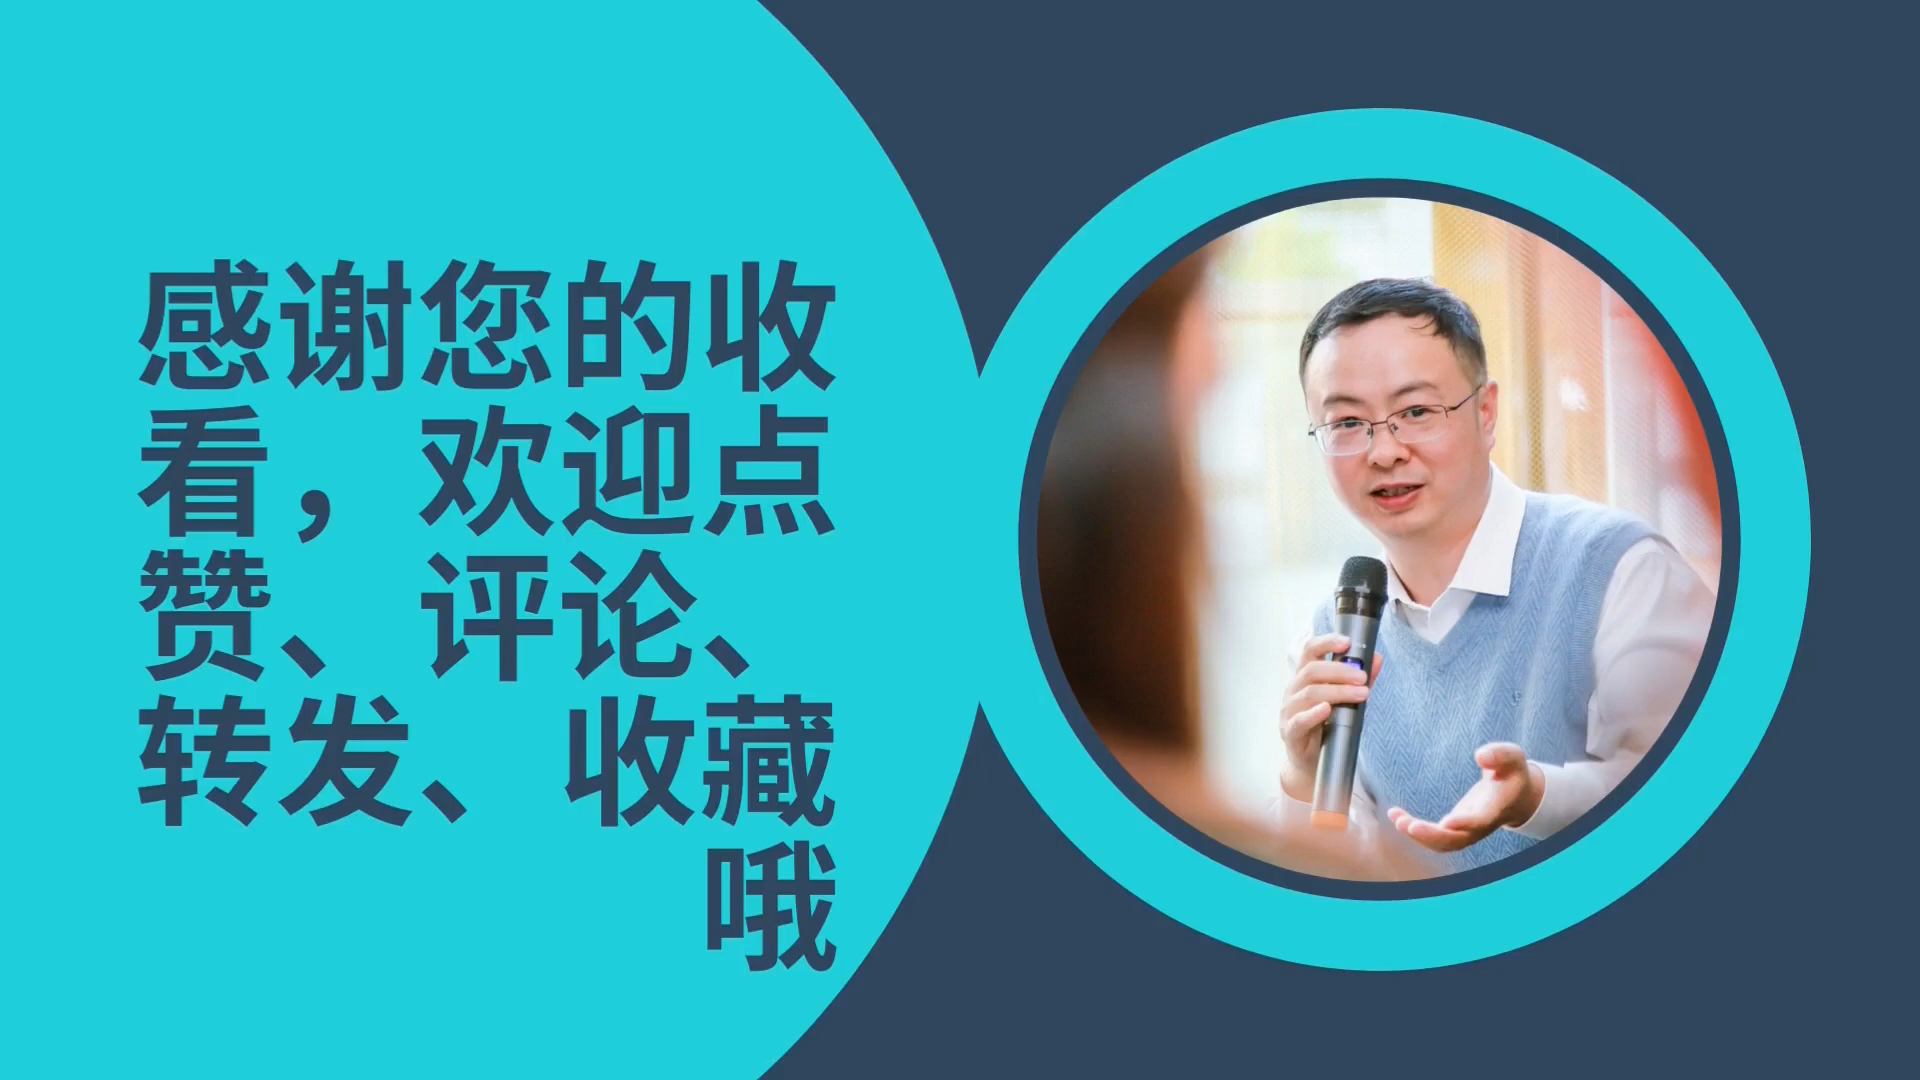 感谢您的收
看，欢迎点
赞、评论、
转发、收藏
哦